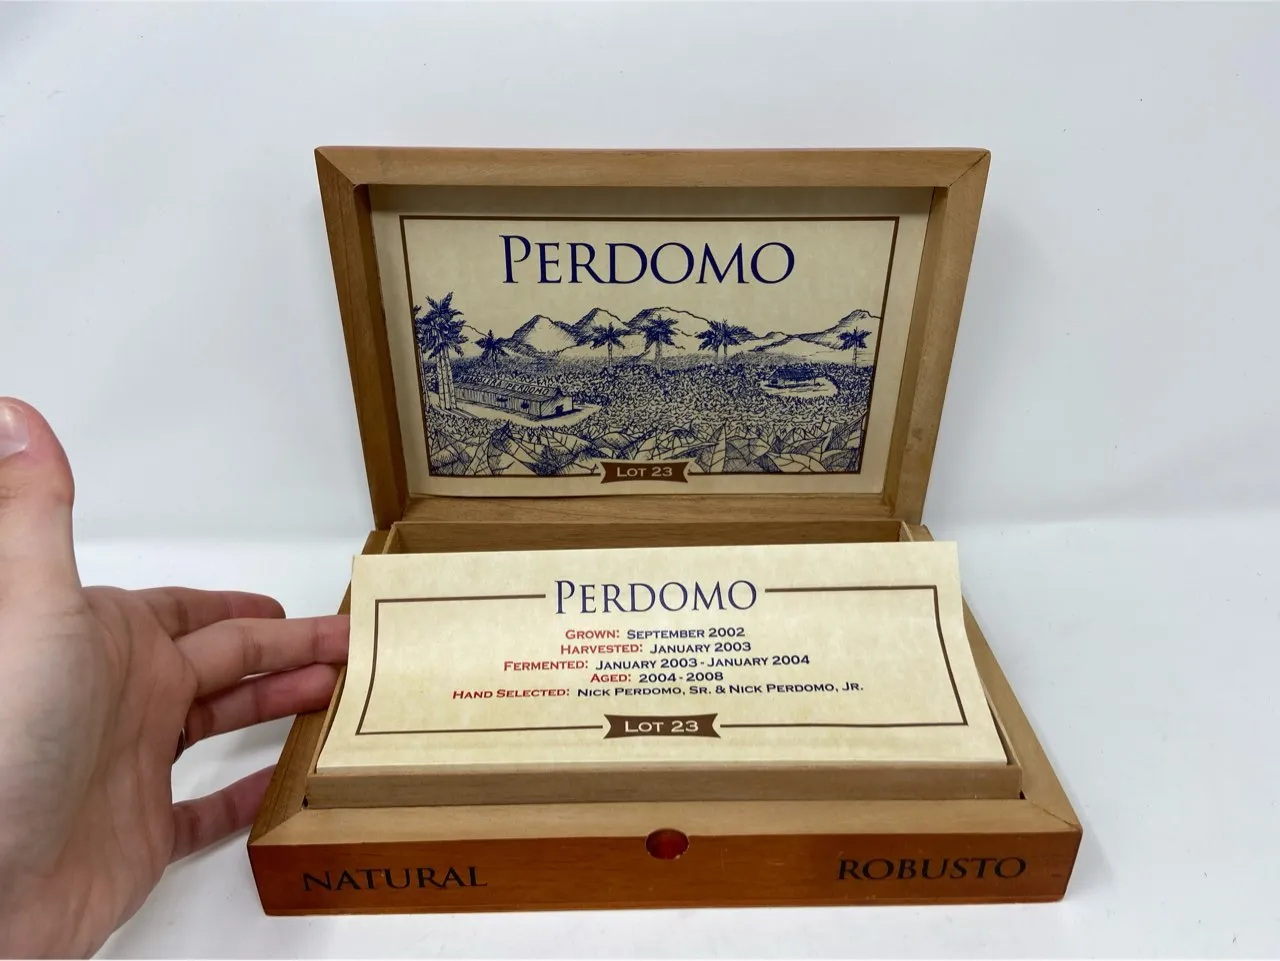 PERDOMO
LOT 23
PERDOMO
GROWN: SEPTEMBER 2002
HARVESTED: JANUARY 2003
FERMENTED: JANUARY 2003 - JANUARY 2004
AGED: 2004 - 2008
HAND SELECTED: NICK PERDOMO, SR. & NICK PERDOMO, JR.
LOT 23
NATURAL ROBUSTO